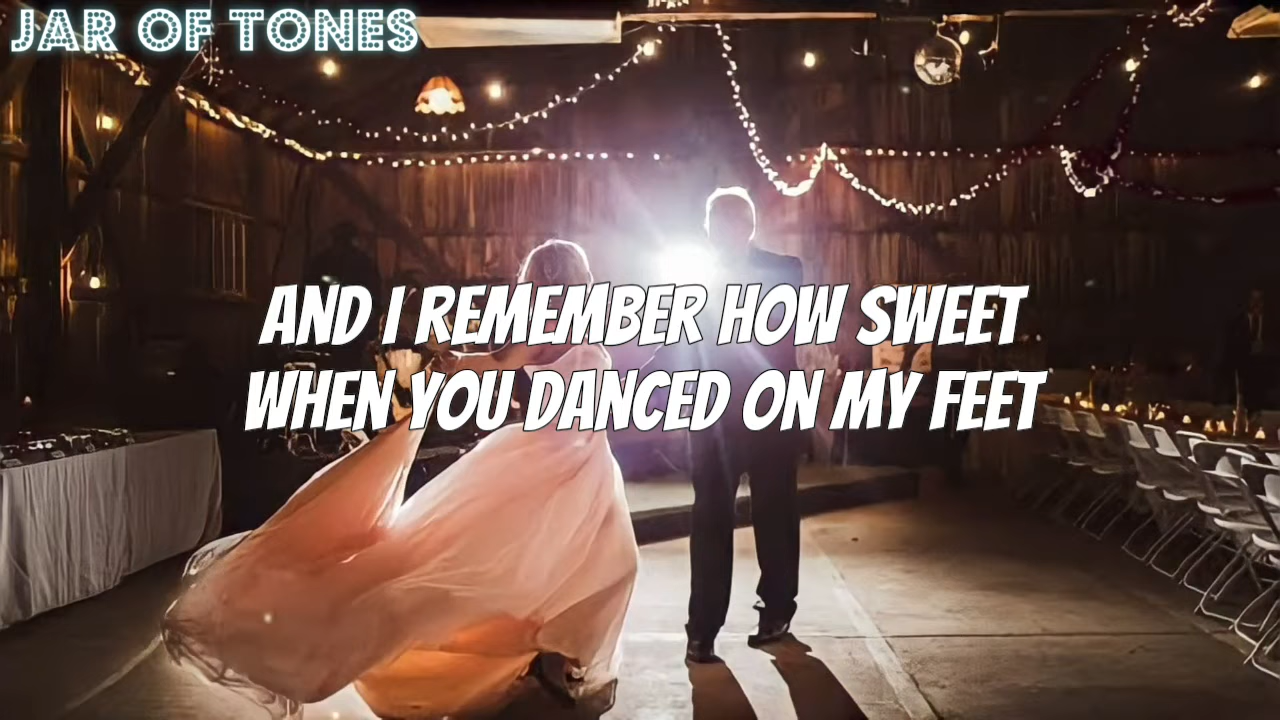 JAR OF TONES
AND I REMEMBER HOW SWEET
WHEN YOU DANCED ON MY FEET